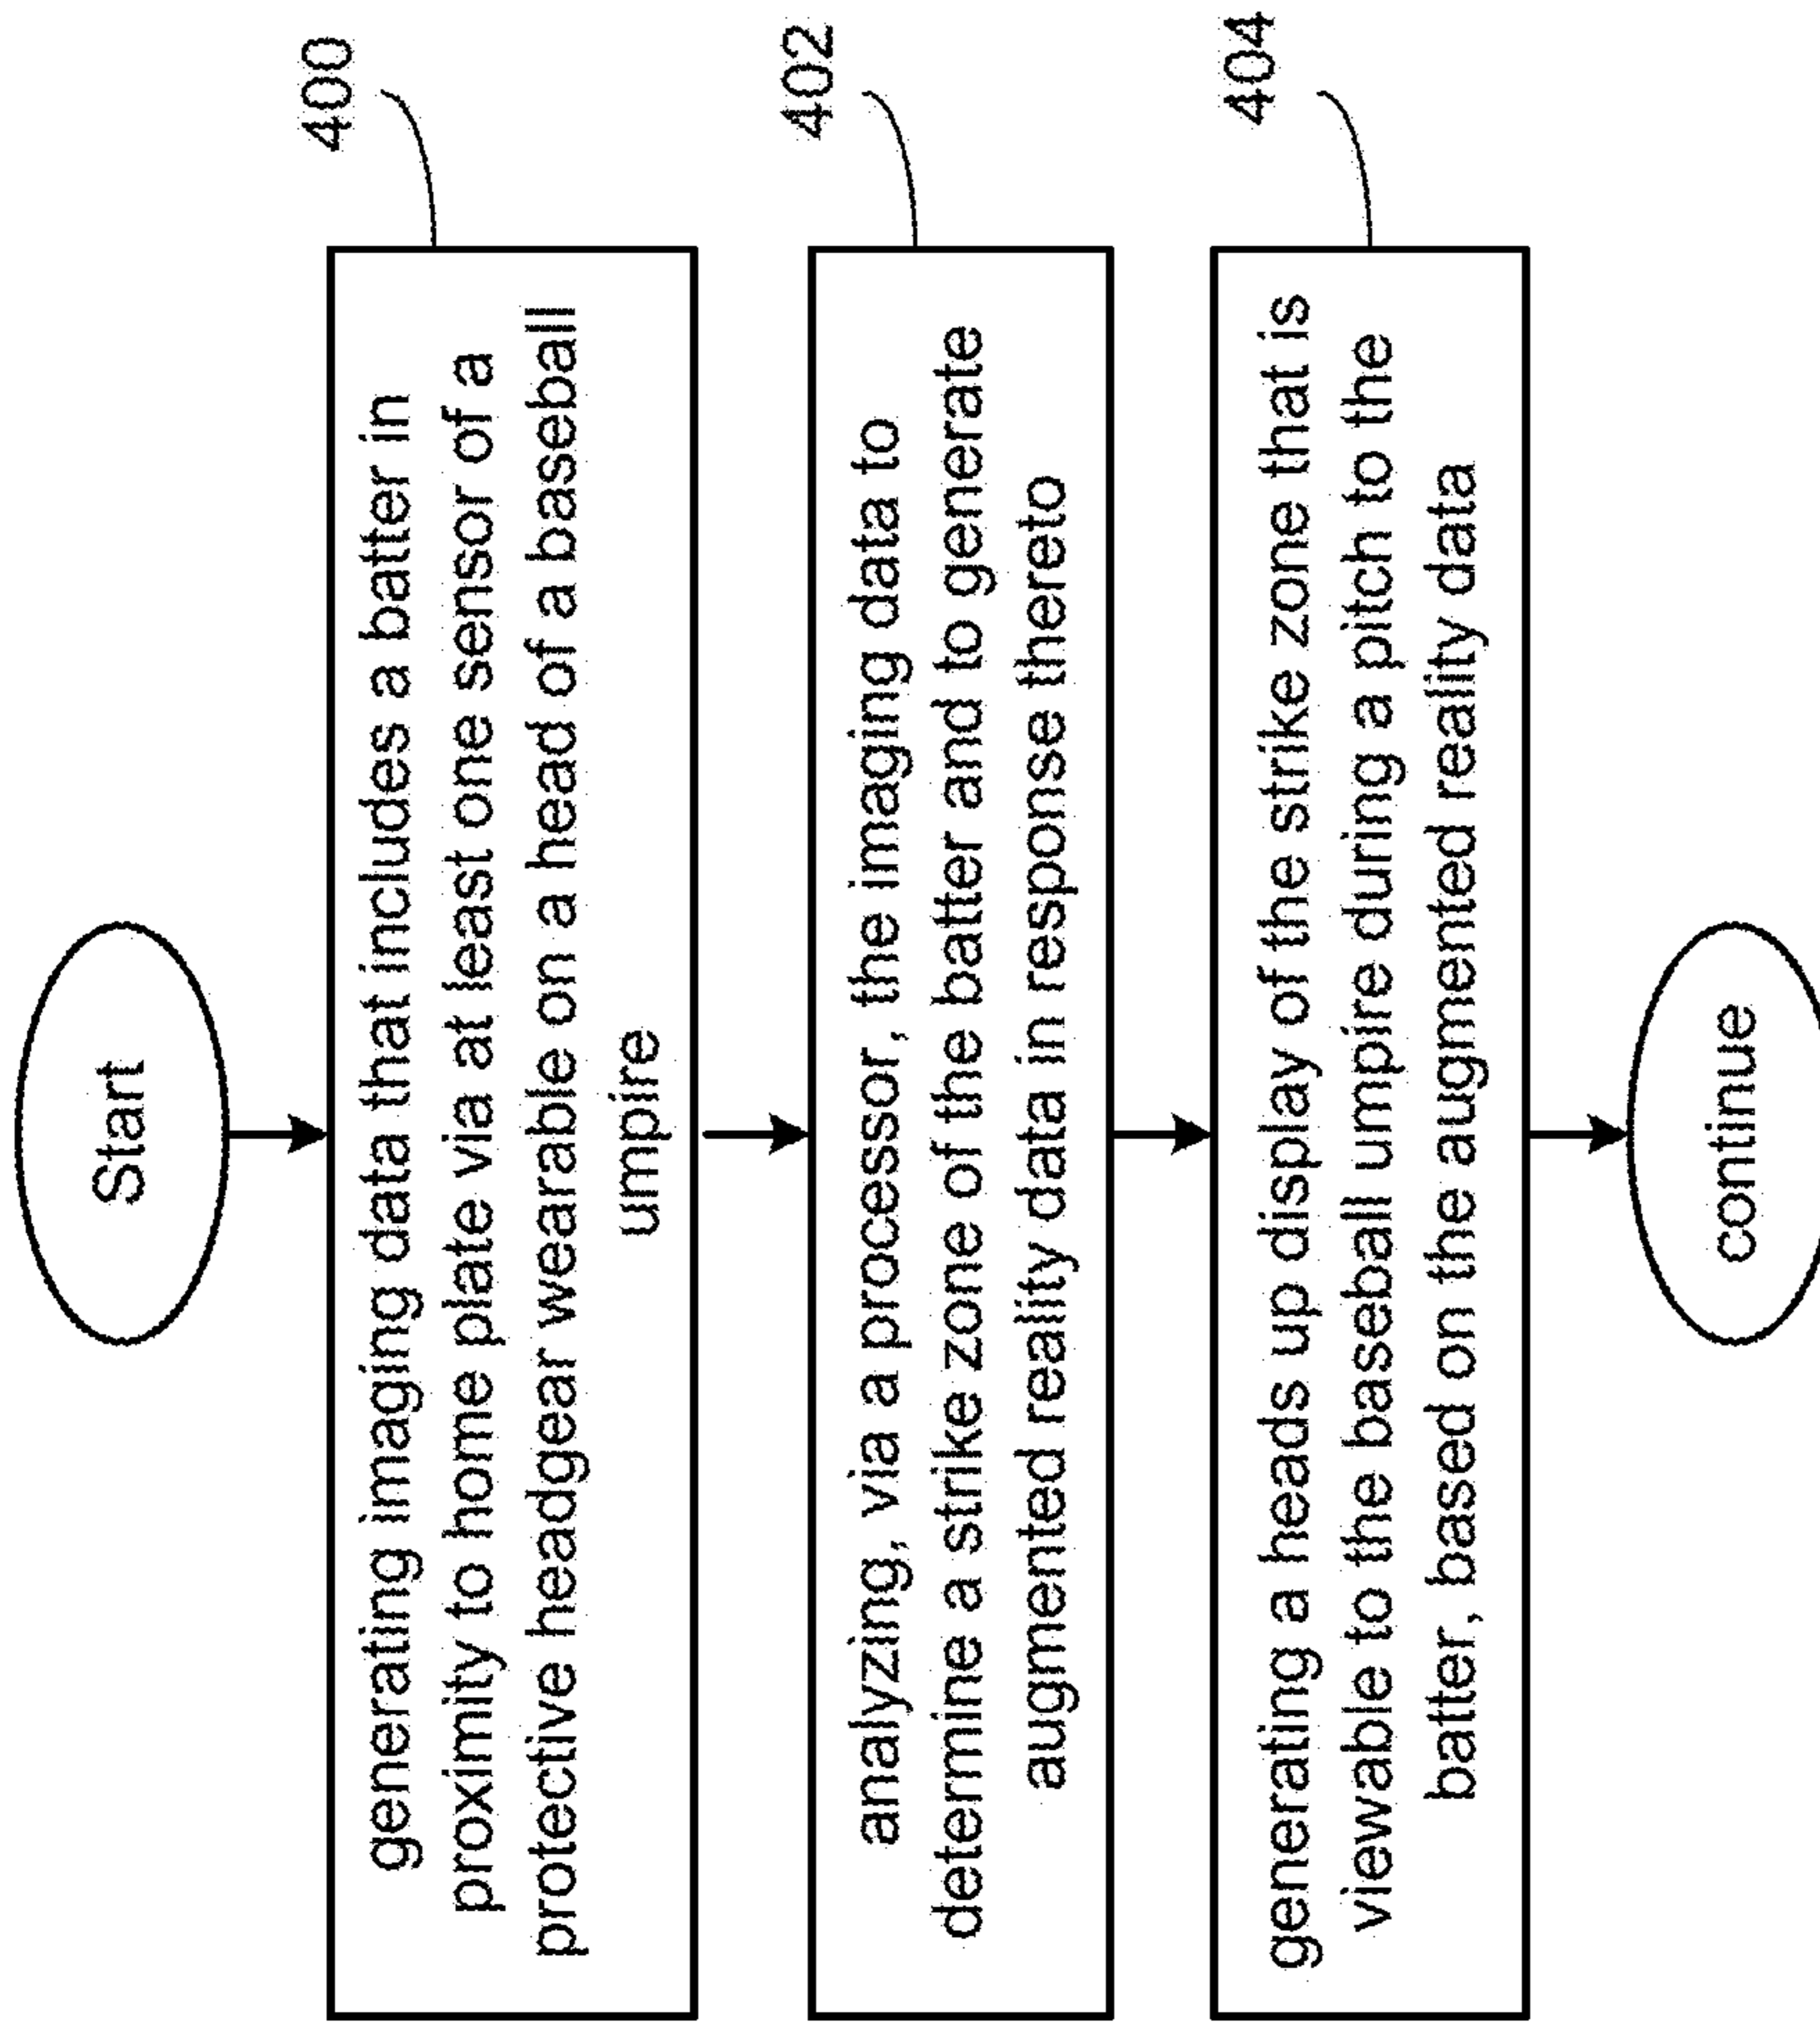 Start
400
generating imaging data that includes a batter in
proximity to home plate via at least one sensor of a
protective headgear wearable on a head of a baseball
umpire
402
analyzing, via a processor, the imaging data to
determine a strike zone of the batter and to generate
augmented reality data in response thereto
404
generating a heads up display of the strike zone that is
viewable to the baseball umpire during a pitch to the
batter, based on the augmented reality data
continue